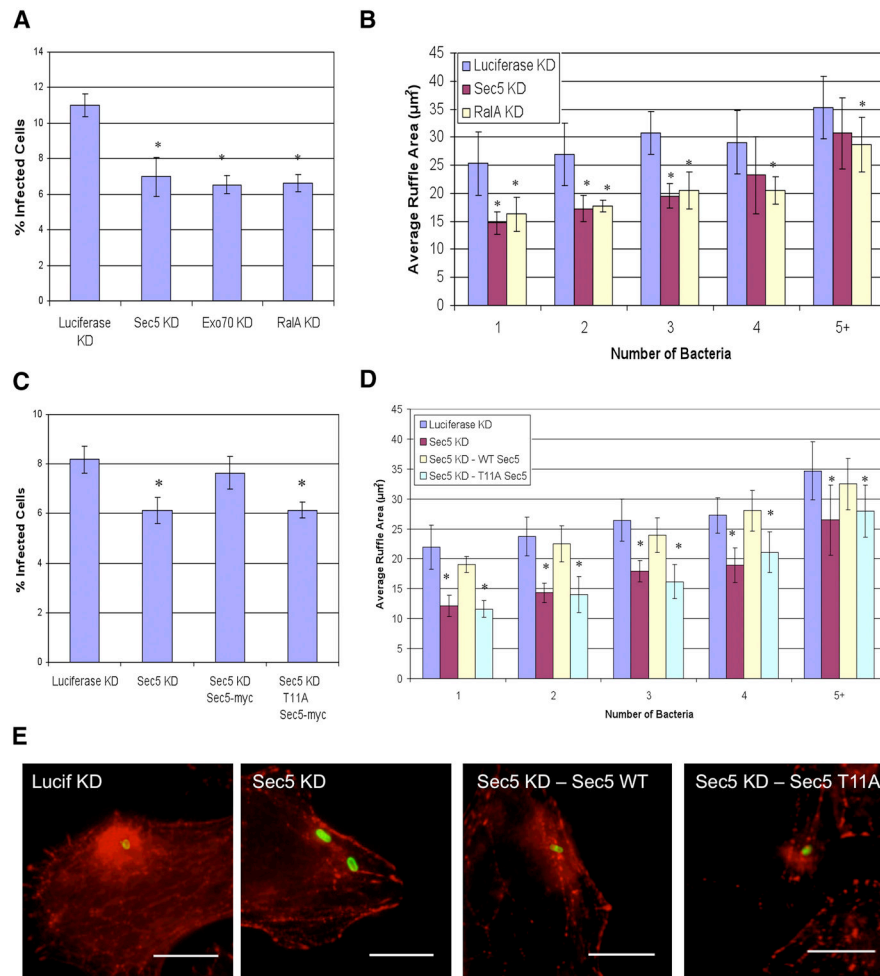 A
% Infected Cells
14
12
10
8
6
4
2
0
*
*
*
Luciferase KD
Sec5 KD
Exo70 KD
RalA KD
B
Average Ruffle Area (µm²)
45
40
35
30
25
20
15
10
5
0
Luciferase KD
Sec5 KD
RalA KD
* *
* *
* *
*
*
1 2 3 4 5+
Number of Bacteria
C
% Infected Cells
10
8
6
4
2
0
*
*
Luciferase KD
Sec5 KD
Sec5 KD
Sec5-myc
Sec5 KD
T11A
Sec5-myc
D
Average Ruffle Area (µm²)
45
40
35
30
25
20
15
10
5
0
Luciferase KD
Sec5 KD
Sec5 KD - WT Sec5
Sec5 KD - T11A Sec5
* *
* *
* *
* *
* *
1 2 3 4 5+
Number of Bacteria
E
Lucif KD
Sec5 KD
Sec5 KD – Sec5 WT
Sec5 KD – Sec5 T11A